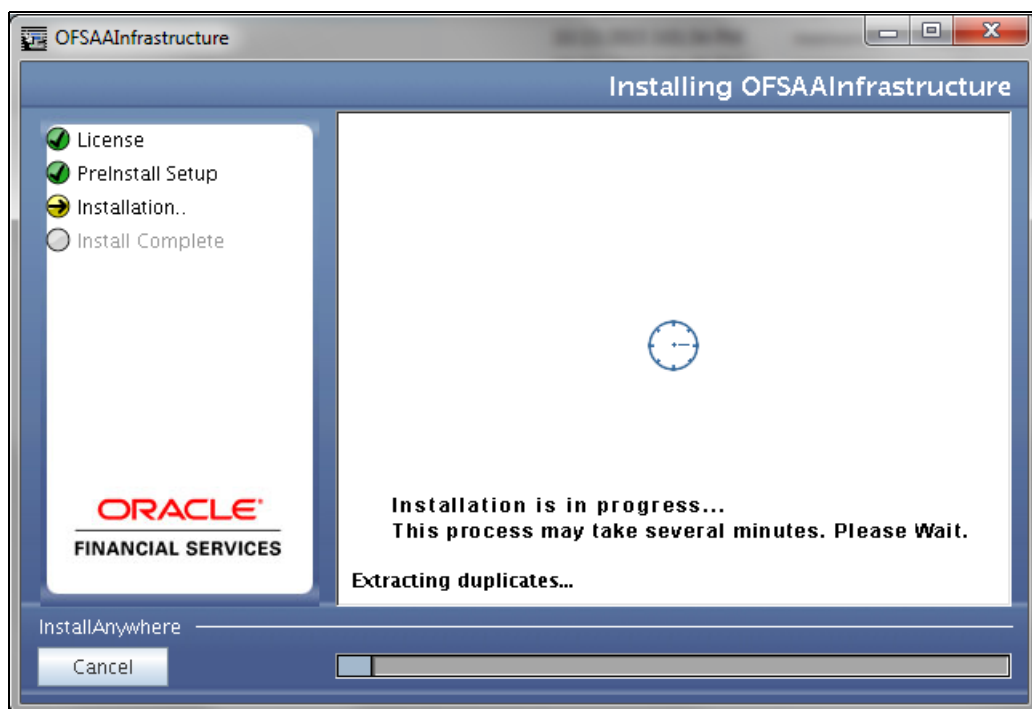 OFSAAInfrastructure
Installing OFSAAInfrastructure
License
PreInstall Setup
Installation..
Install Complete
ORACLE
FINANCIAL SERVICES
Installation is in progress...
This process may take several minutes. Please Wait.
Extracting duplicates...
InstallAnywhere
Cancel